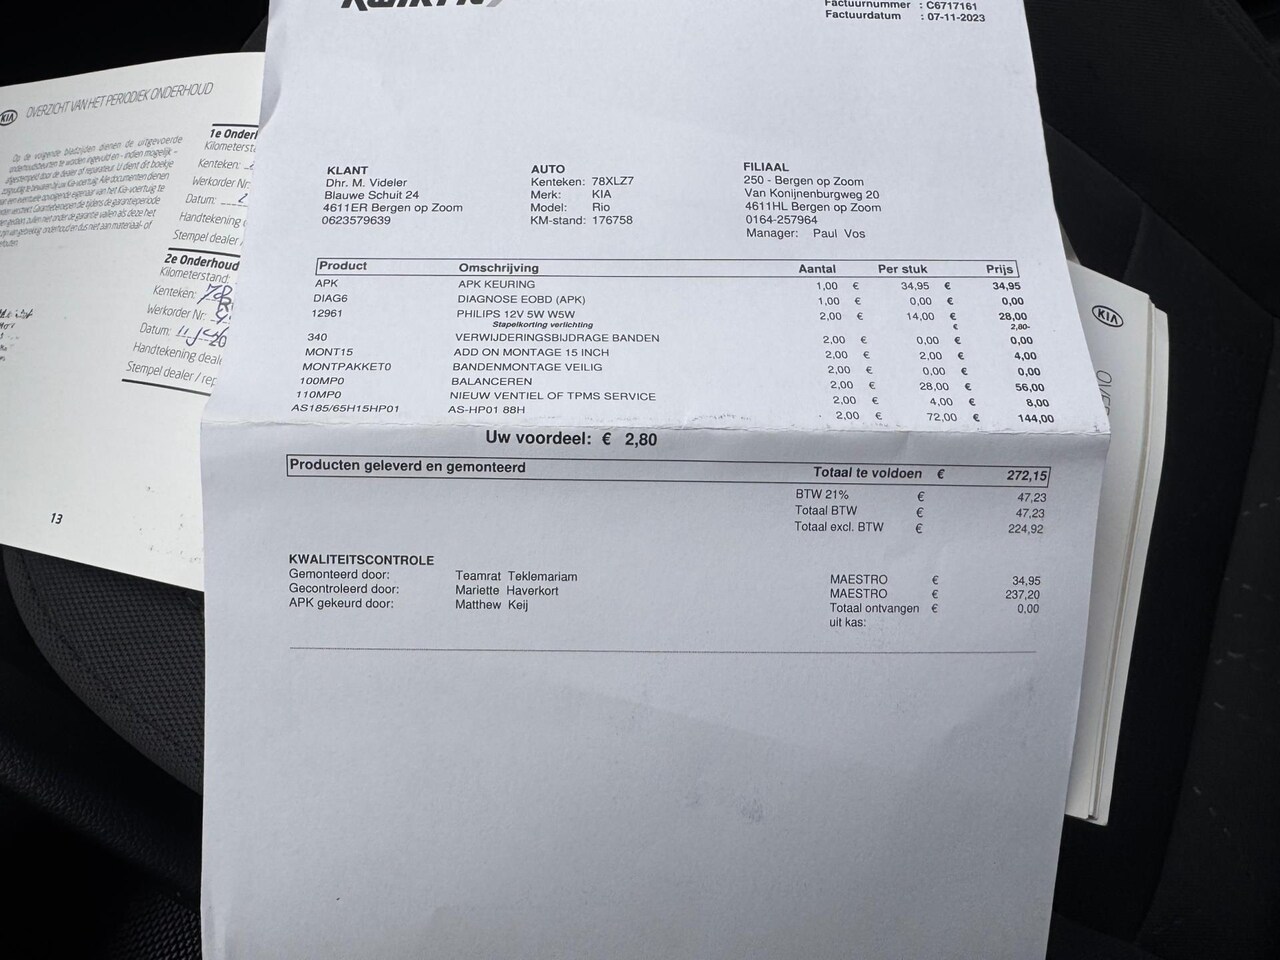 KWIKFIT
Factuurnummer : C6717161
Factuurdatum : 07-11-2023
KIA OVERZICHT VAN HET PERIODIEK ONDERHOUD
1e Onderh
Kilometersta
Kenteken:
Werkorder Nr
Datum:
Handtekening
Stempel dealer /
2e Onderhoud
Kilometerstand:
Kenteken: 78
Werkorder Nr:
Datum: 11
Handtekening deale
Stempel dealer / rep
13
KLANT
Dhr. M. Videler
Blauwe Schuit 24
4611ER Bergen op Zoom
0623579639
AUTO
Kenteken: 78XLZ7
Merk: KIA
Model: Rio
KM-stand: 176758
FILIAAL
250 - Bergen op Zoom
Van Konijnenburgweg 20
4611HL Bergen op Zoom
0164-257964
Manager: Paul Vos
Product Omschrijving Aantal Per stuk Prijs
APK APK KEURING 1,00 € 34,95 € 34,95
DIAG6 DIAGNOSE EOBD (APK) 1,00 € 0,00 € 0,00
12961 PHILIPS 12V 5W W5W 2,00 € 14,00 € 28,00
Stapelkorting verlichting € 2,80-
340 VERWIJDERINGSBIJDRAGE BANDEN 2,00 € 0,00 € 0,00
MONT15 ADD ON MONTAGE 15 INCH 2,00 € 2,00 € 4,00
MONTPAKKET0 BANDENMONTAGE VEILIG 2,00 € 0,00 € 0,00
100MP0 BALANCEREN 2,00 € 28,00 € 56,00
110MP0 NIEUW VENTIEL OF TPMS SERVICE 2,00 € 4,00 € 8,00
AS185/65H15HP01 AS-HP01 88H 2,00 € 72,00 € 144,00
Uw voordeel: € 2,80
Producten geleverd en gemonteerd Totaal te voldoen € 272,15
BTW 21% € 47,23
Totaal BTW € 47,23
Totaal excl. BTW € 224,92
KWALITEITSCONTROLE
Gemonteerd door: Teamrat Teklemariam
Gecontroleerd door: Mariette Haverkort
APK gekeurd door: Matthew Keij
MAESTRO € 34,95
MAESTRO € 237,20
Totaal ontvangen € 0,00
uit kas:
KIA